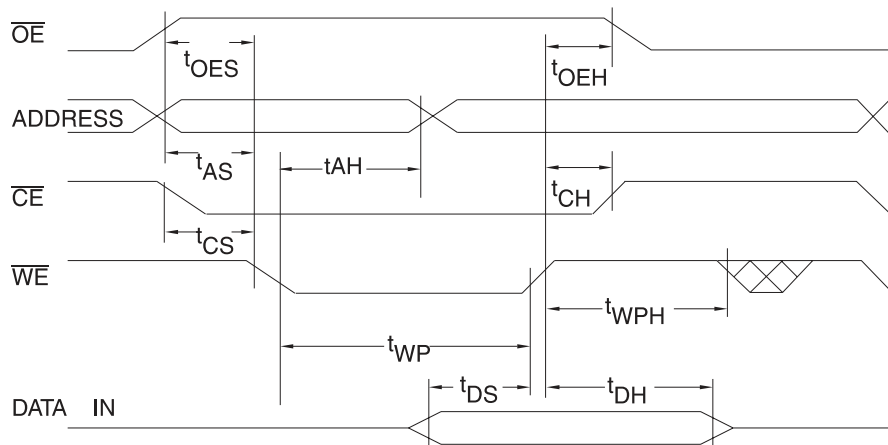 OE
tOES
tOEH
ADDRESS
tAS
tAH
tCH
CE
tCS
WE
tWPH
tWP
tDS
tDH
DATA IN